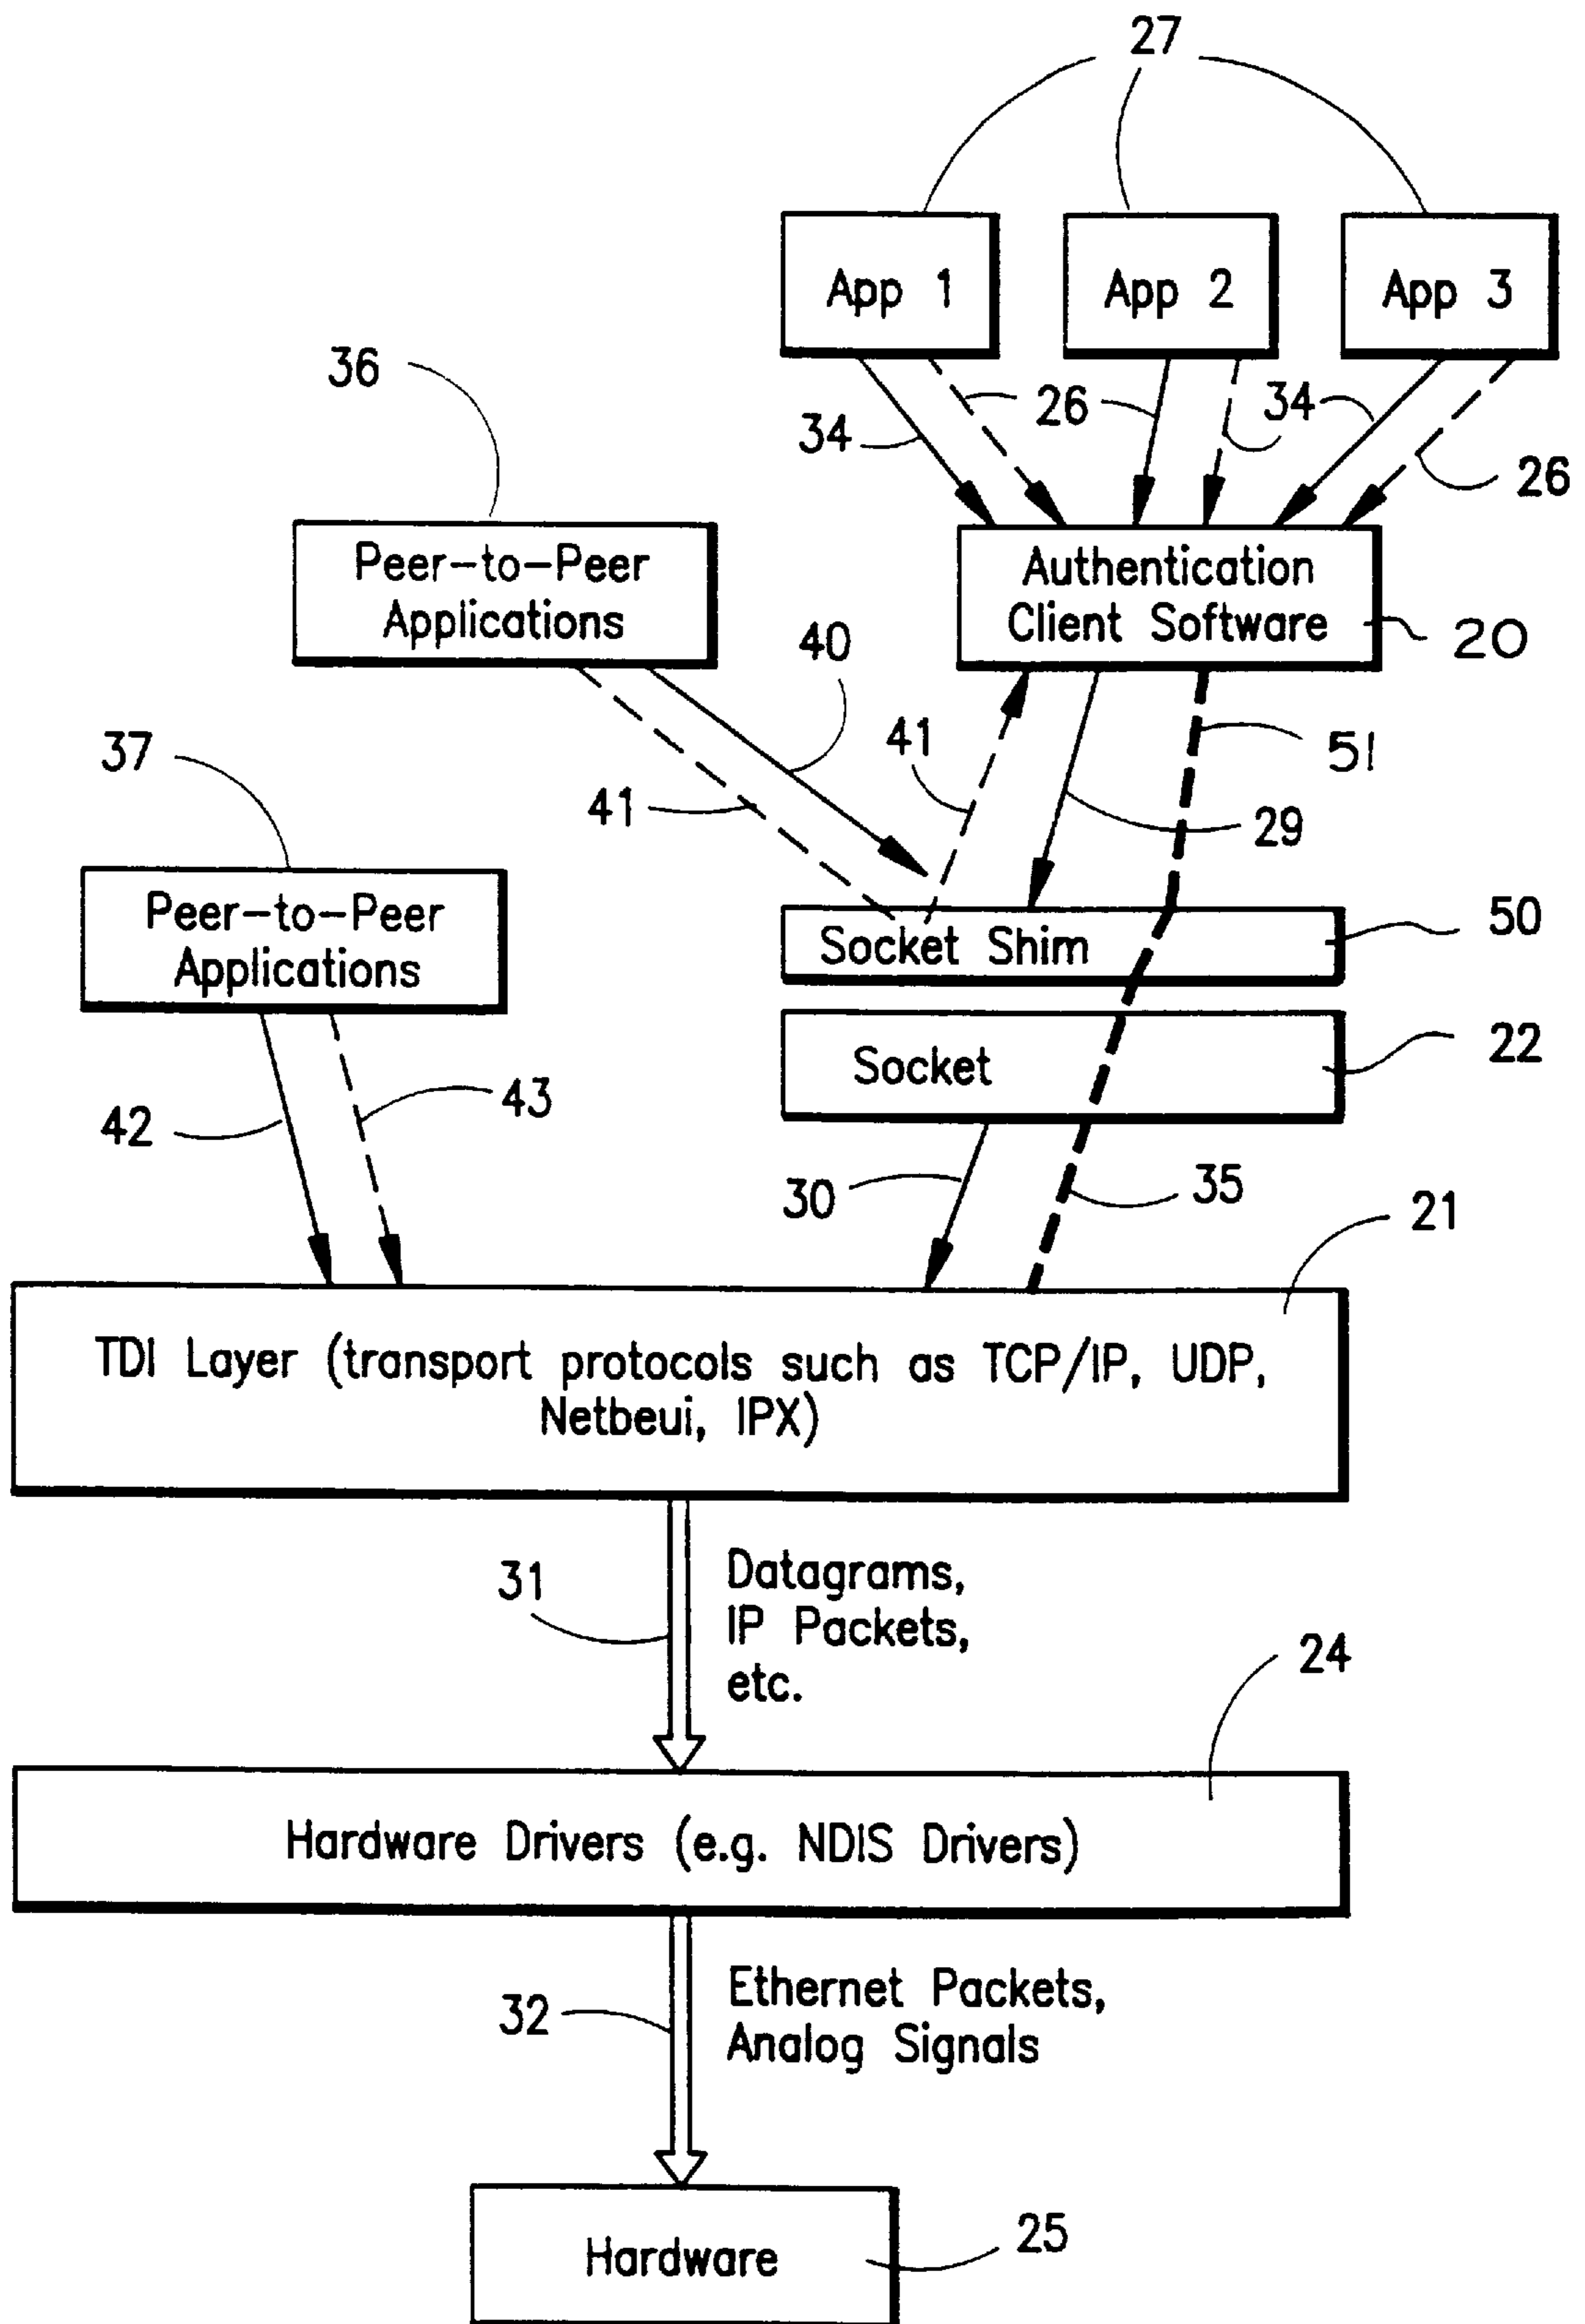 27
App 1
App 2
App 3
36
34
26
34
26
Peer-to-Peer
Applications
Authentication
Client Software
20
40
37
41
51
41
29
Peer-to-Peer
Applications
Socket Shim
50
Socket
22
42
43
30
35
21
TDI Layer (transport protocols such as TCP/IP, UDP,
Netbeui, IPX)
31
Datagrams,
IP Packets,
etc.
24
Hardware Drivers (e.g. NDIS Drivers)
32
Ethernet Packets,
Analog Signals
Hardware
25